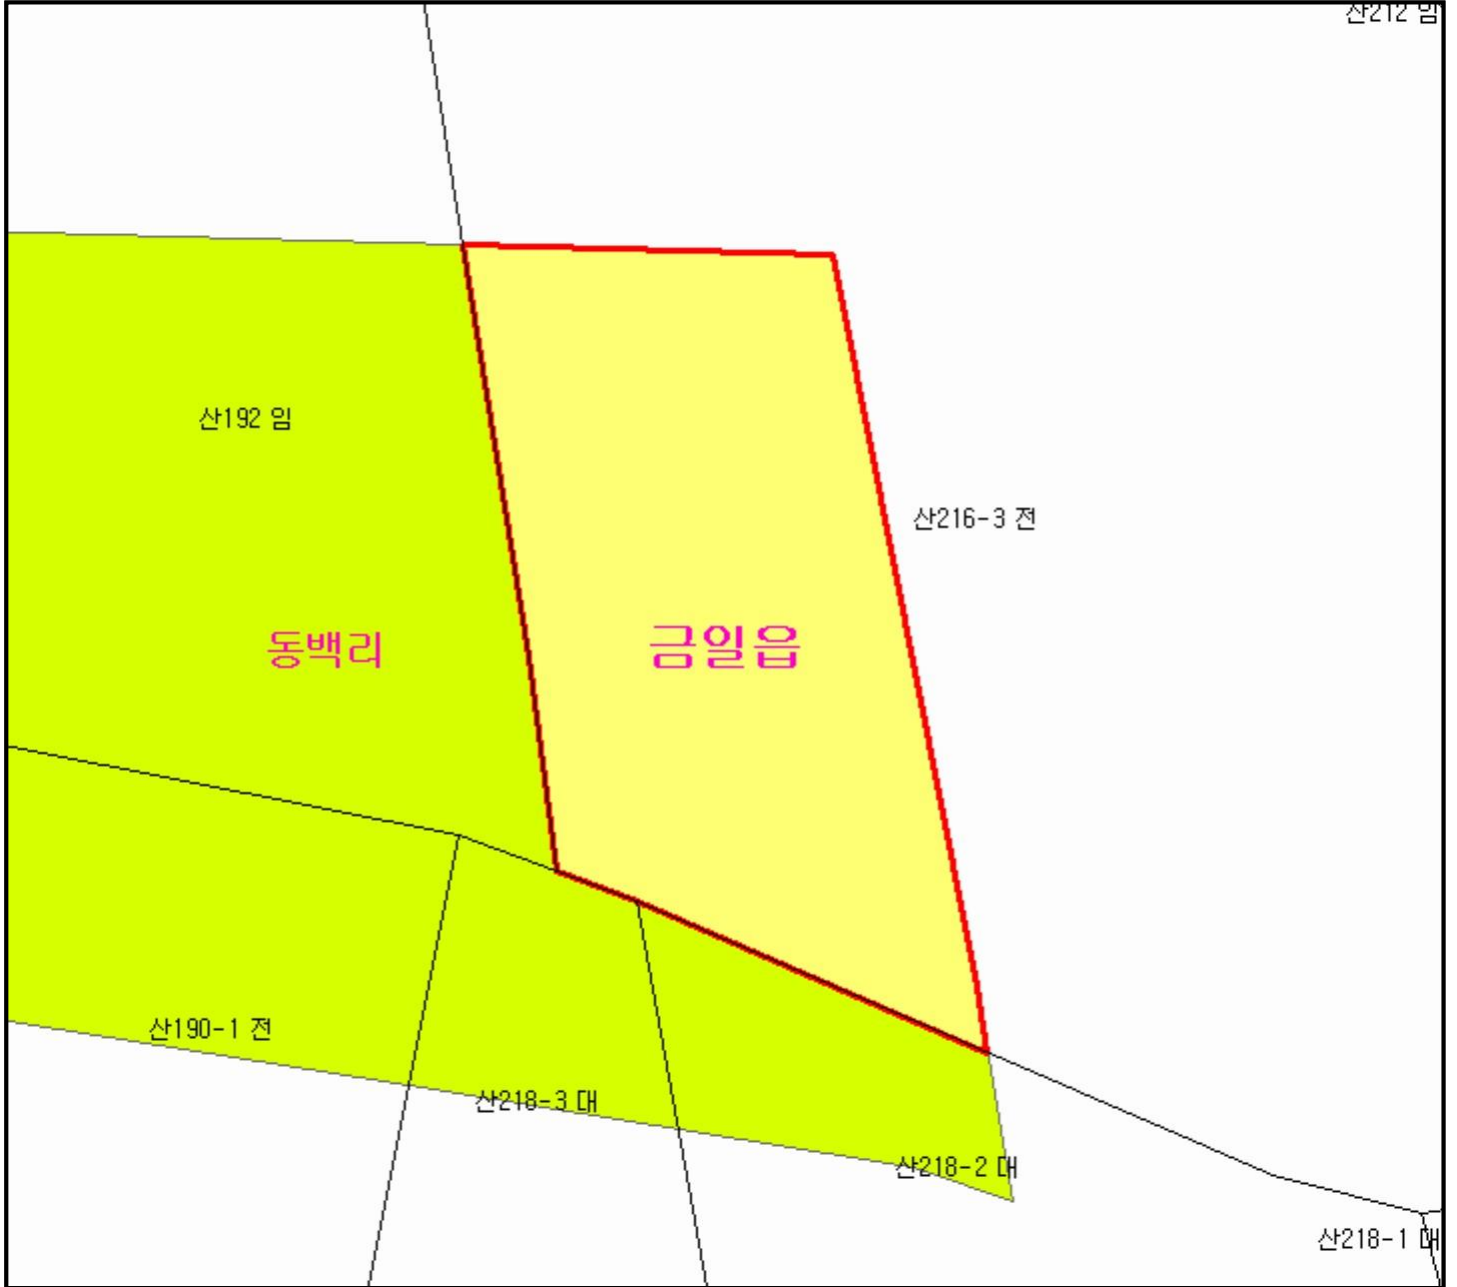 산212 임
산192 임
산216-3 전
동백리
금일읍
산190-1 전
산218-3 대
산218-2 대
산218-1 대